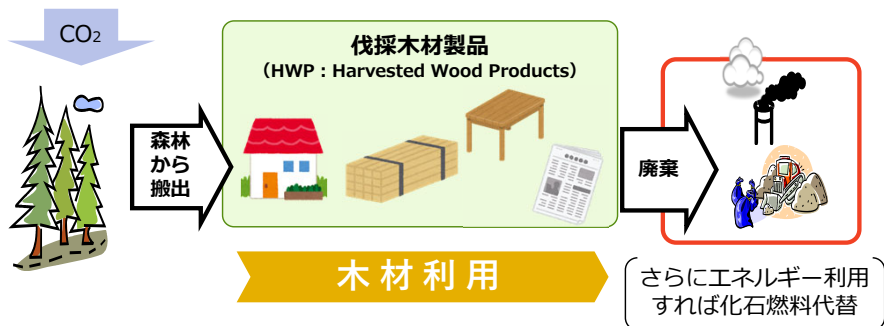 CO₂
伐採木材製品
（HWP：Harvested Wood Products）
森林
から
搬出
廃棄
木材利用
さらにエネルギー利用
すれば化石燃料代替